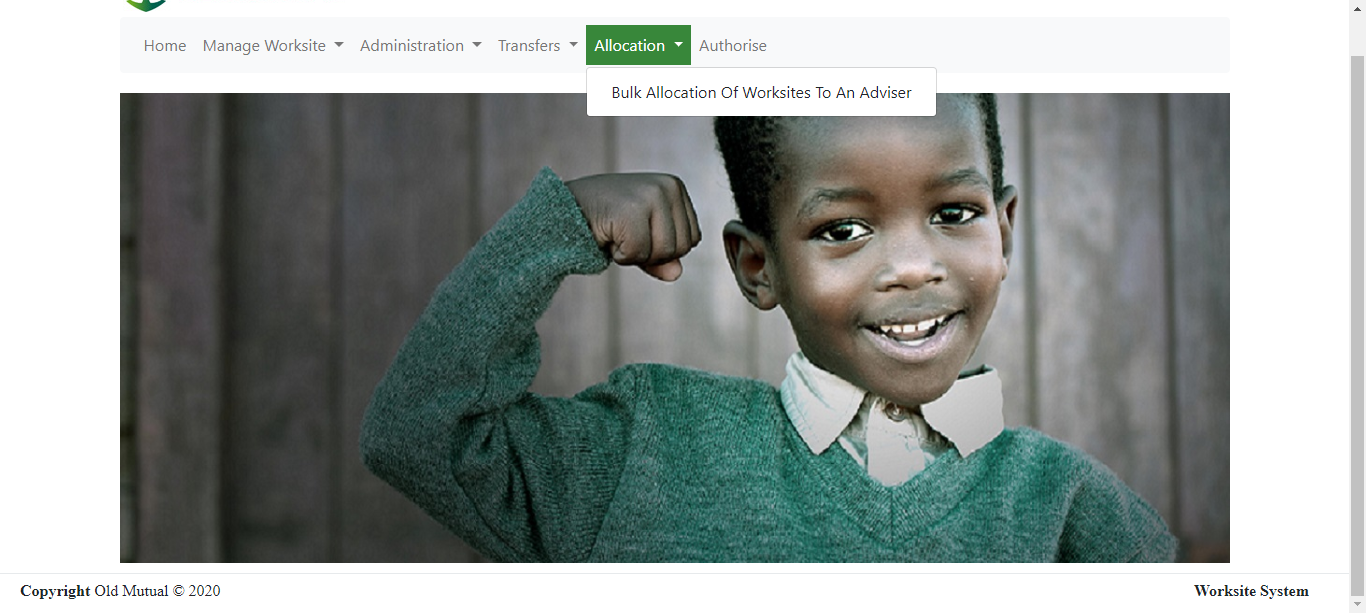 Home Manage Worksite Administration Transfers Allocation Authorise
Bulk Allocation Of Worksites To An Adviser
Copyright Old Mutual © 2020 Worksite System